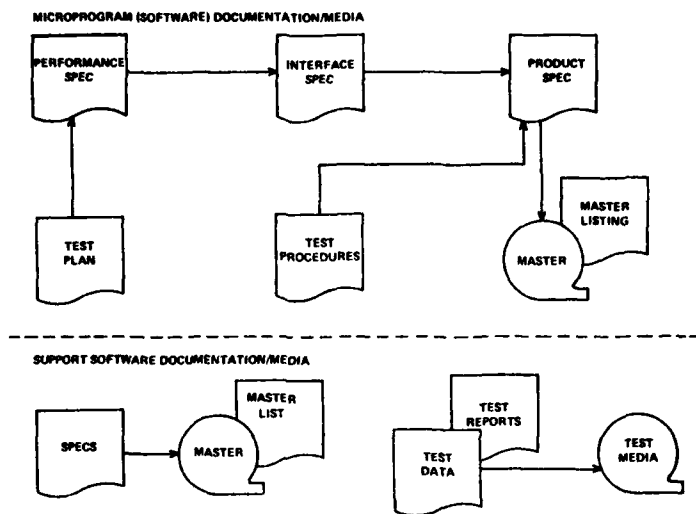 MICROPROGRAM (SOFTWARE) DOCUMENTATION/MEDIA
PERFORMANCE
SPEC
INTERFACE
SPEC
PRODUCT
SPEC
TEST
PLAN
TEST
PROCEDURES
MASTER
LISTING
MASTER
SUPPORT SOFTWARE DOCUMENTATION/MEDIA
SPECS
MASTER
LIST
MASTER
TEST
REPORTS
TEST
DATA
TEST
MEDIA